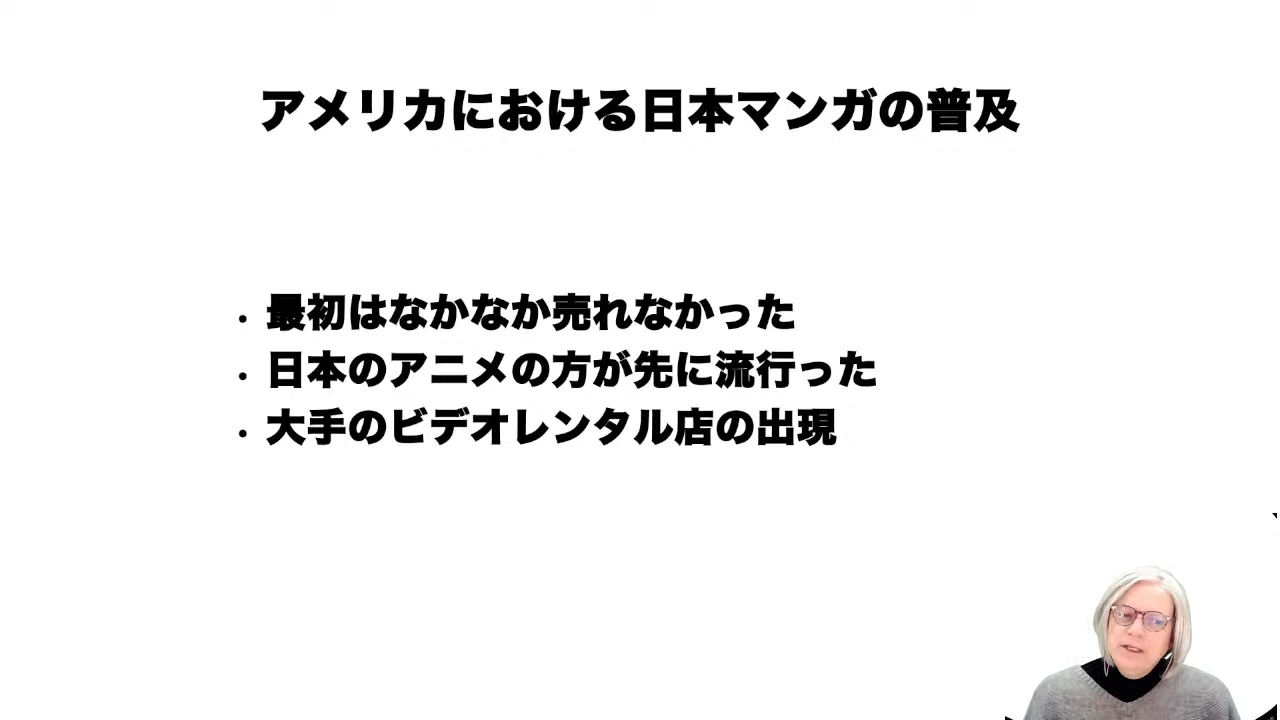 アメリカにおける日本マンガの普及
• 最初はなかなか売れなかった
• 日本のアニメの方が先に流行った
• 大手のビデオレンタル店の出現